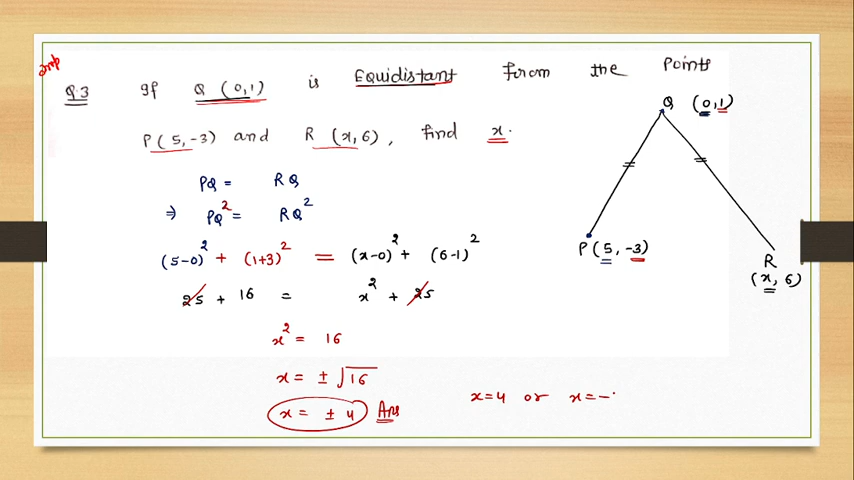 Imp
Q.3 If Q (0,1) is Equidistant from the points
P(5,-3) and R (x,6), find x.
PQ = RQ
⇒ PQ² = RQ²
(5-0)² + (1+3)² = (x-0)² + (6-1)²
25 + 16 = x² + 25
x² = 16
x = ± √16
x = ± 4 Ans
x=4 or x=-
Q (0,1)
P(5,-3)
R
(x,6)